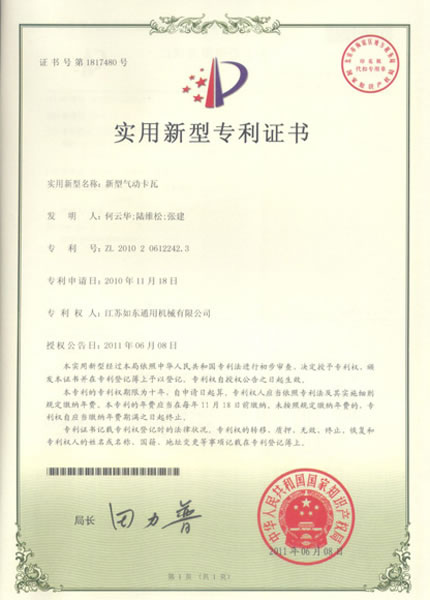 证书号第1817480号
印花税
代扣专用章
实用新型专利证书
实用新型名称：新型气动卡瓦
发　明　人：何云华;陆维松;张建
专　利　号：ZL 2010 2 0612242.3
专利申请日：2010年11月18日
专　利　权　人：江苏如东通用机械有限公司
授权公告日：2011年06月08日
本实用新型经过本局依照中华人民共和国专利法进行初步审查，决定授予专利权，颁
发本证书并在专利登记簿上予以登记。专利权自授权公告之日起生效。
本专利的专利权期限为十年，自申请日起算。专利权人应当依照专利法及其实施细则
规定缴纳年费。本专利的年费应当在每年11月18日前缴纳。未按照规定缴纳年费的，专
利权自应当缴纳年费期满之日起终止。
专利证书记载专利权登记时的法律状况。专利权的转移、质押、无效、终止、恢复和
专利权人的姓名或名称、国籍、地址变更等事项记载在专利登记簿上。
局长
田力普
中华人民共和国国家知识产权局
2011年06月08日
第1页（共1页）